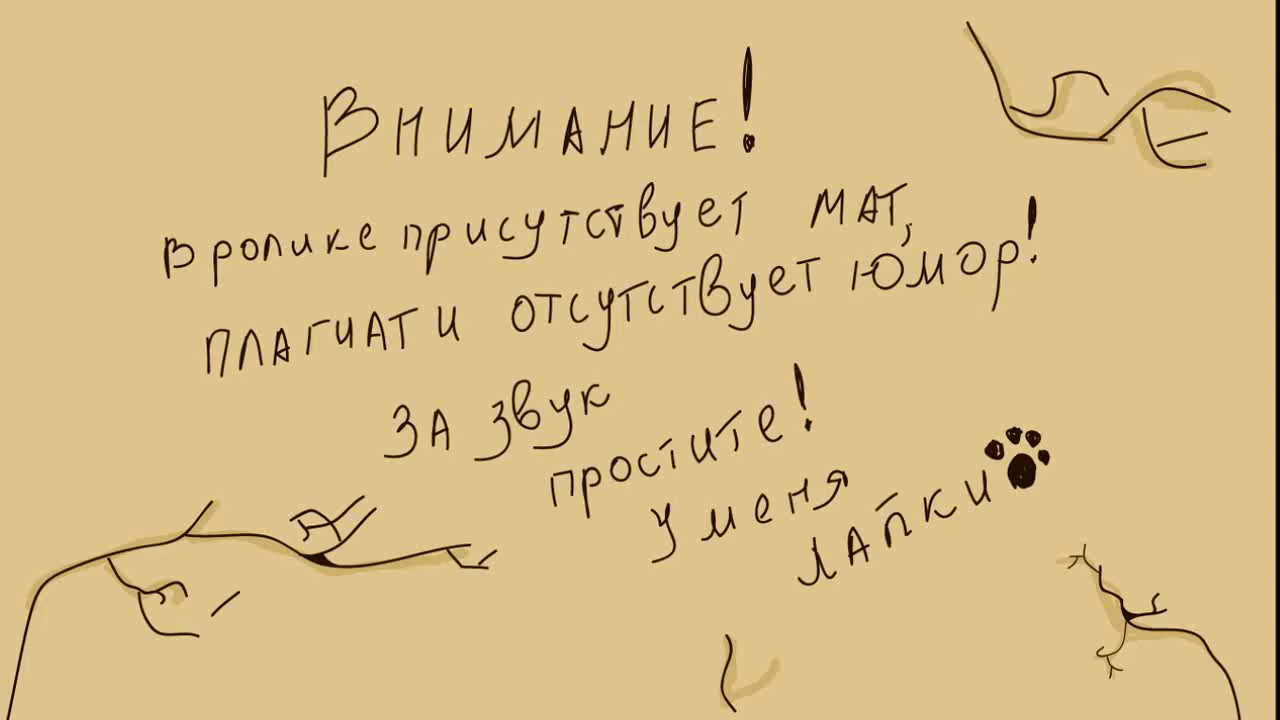 Внимание!
в ролике присутствует мат,
плагиат и отсутствует юмор!
За звук
простите!
У меня
лапки